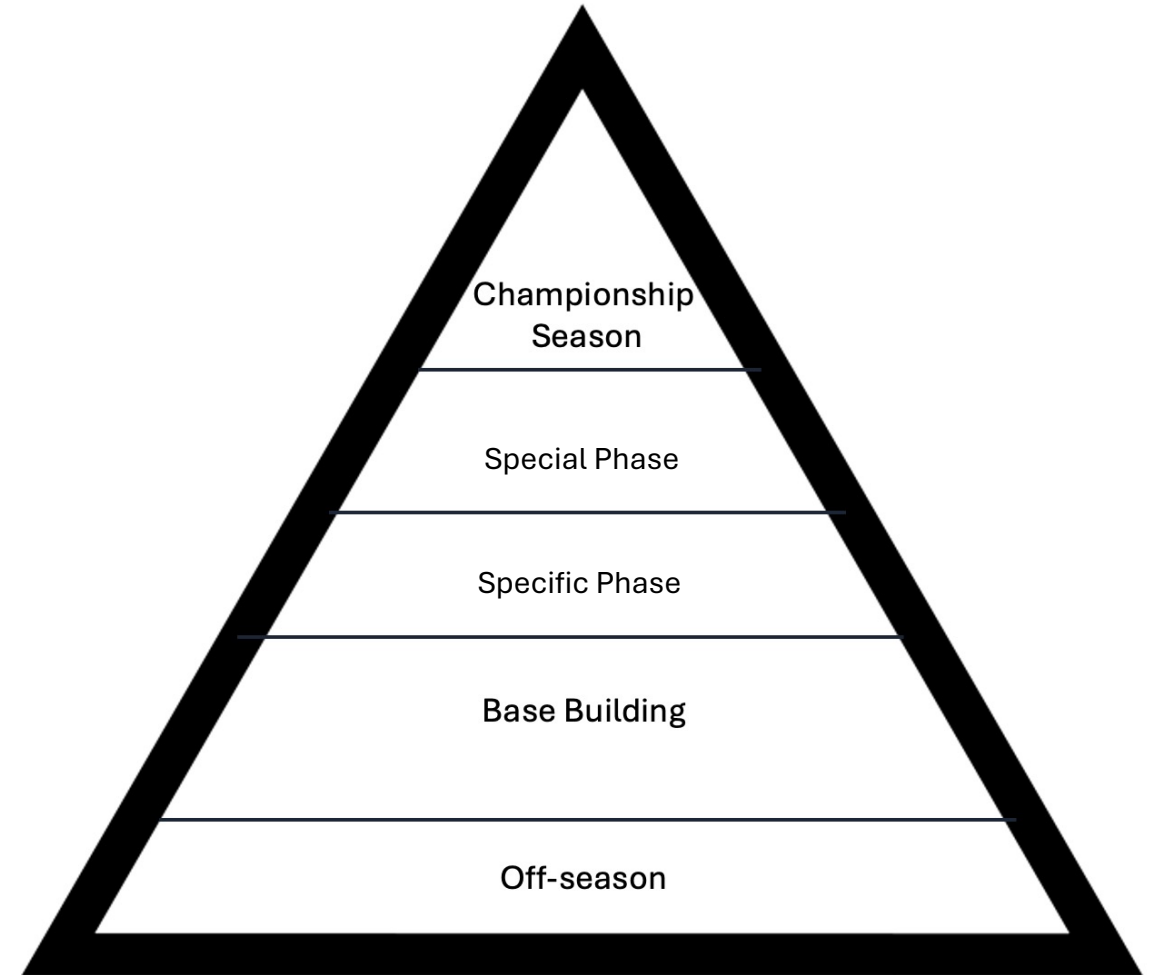 Championship
Season
Special Phase
Specific Phase
Base Building
Off-season